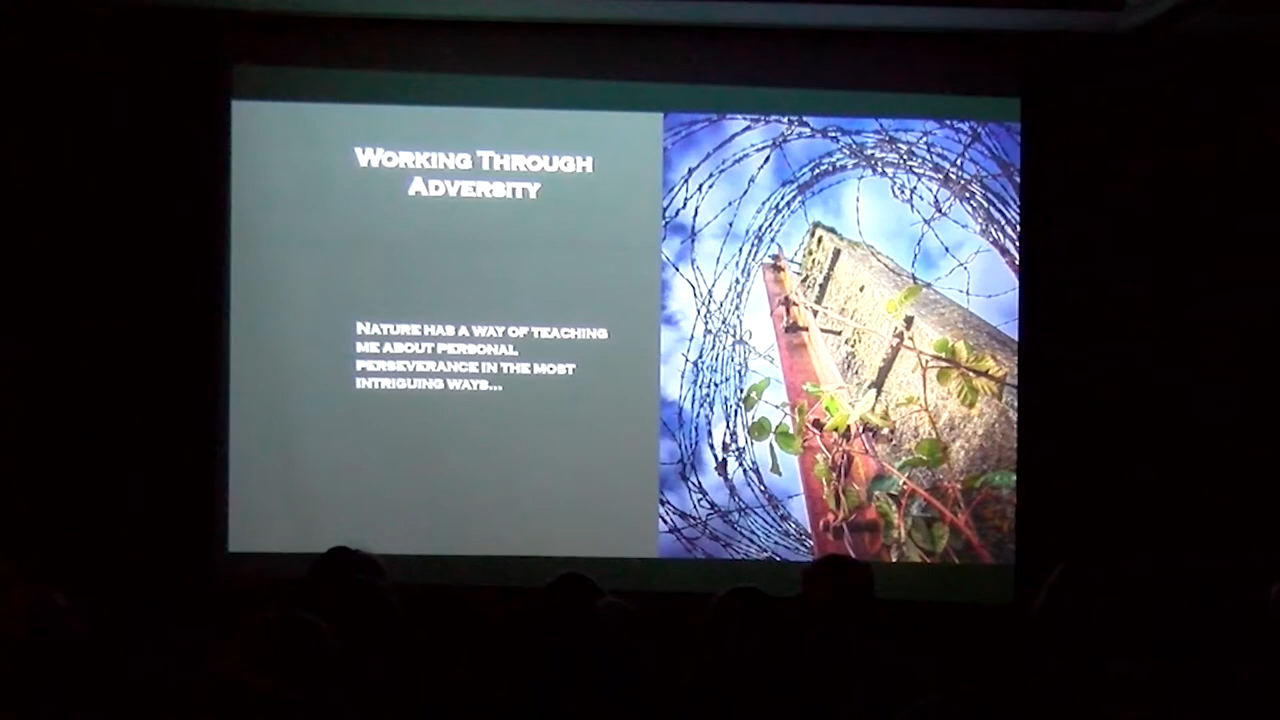 Working Through
Adversity
Nature has a way of teaching
me about personal
perseverance in the most
intriguing ways...